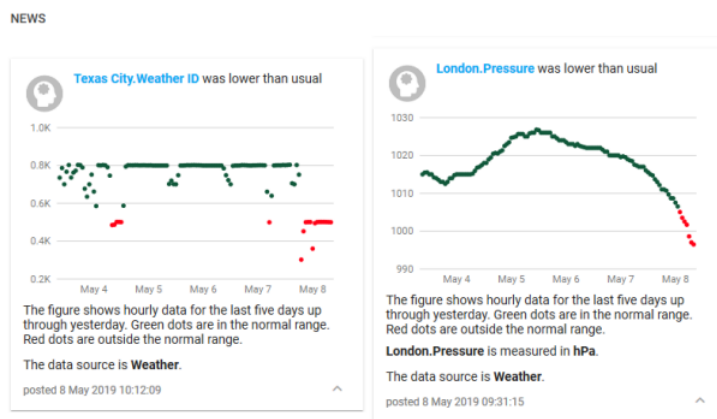 NEWS
Texas City.Weather ID was lower than usual
1.0K
0.8K
0.6K
0.4K
0.2K
May 4 May 5 May 6 May 7 May 8
The figure shows hourly data for the last five days up
through yesterday. Green dots are in the normal range.
Red dots are outside the normal range.
The data source is Weather.
posted 8 May 2019 10:12:09
London.Pressure was lower than usual
1030
1020
1010
1000
990
May 4 May 5 May 6 May 7 May 8
The figure shows hourly data for the last five days up
through yesterday. Green dots are in the normal range.
Red dots are outside the normal range.
London.Pressure is measured in hPa.
The data source is Weather.
posted 8 May 2019 09:31:15